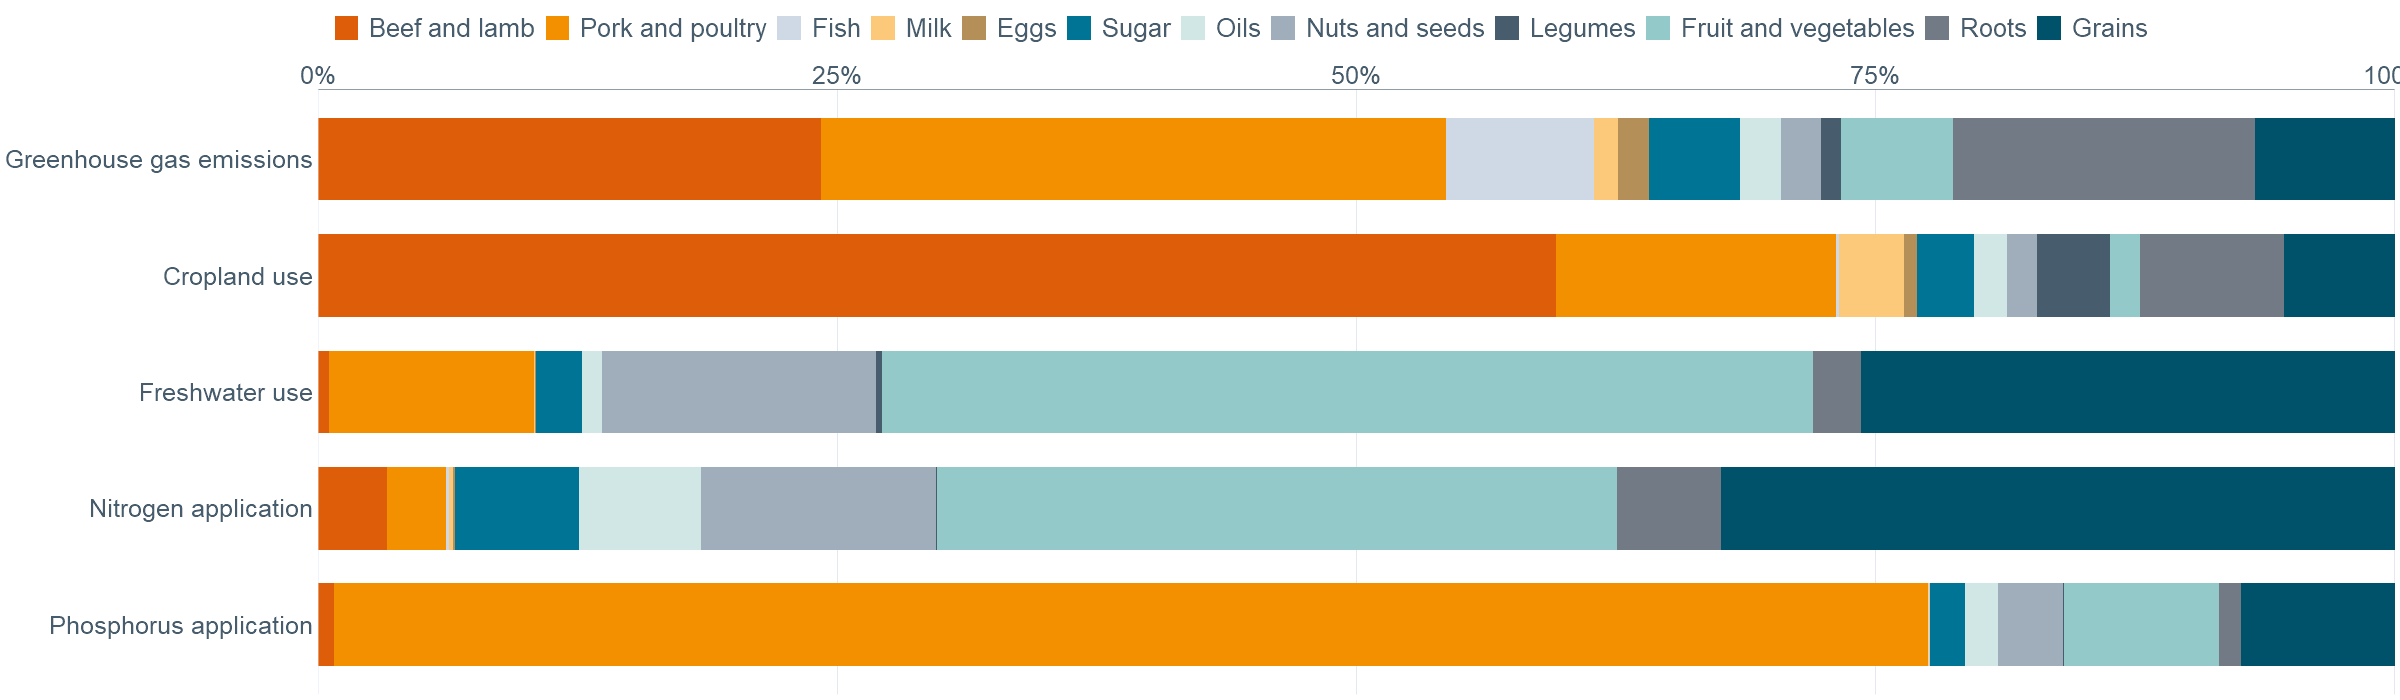 Beef and lamb Pork and poultry Fish Milk Eggs Sugar Oils Nuts and seeds Legumes Fruit and vegetables Roots Grains
0% 25% 50% 75% 100
Greenhouse gas emissions
Cropland use
Freshwater use
Nitrogen application
Phosphorus application